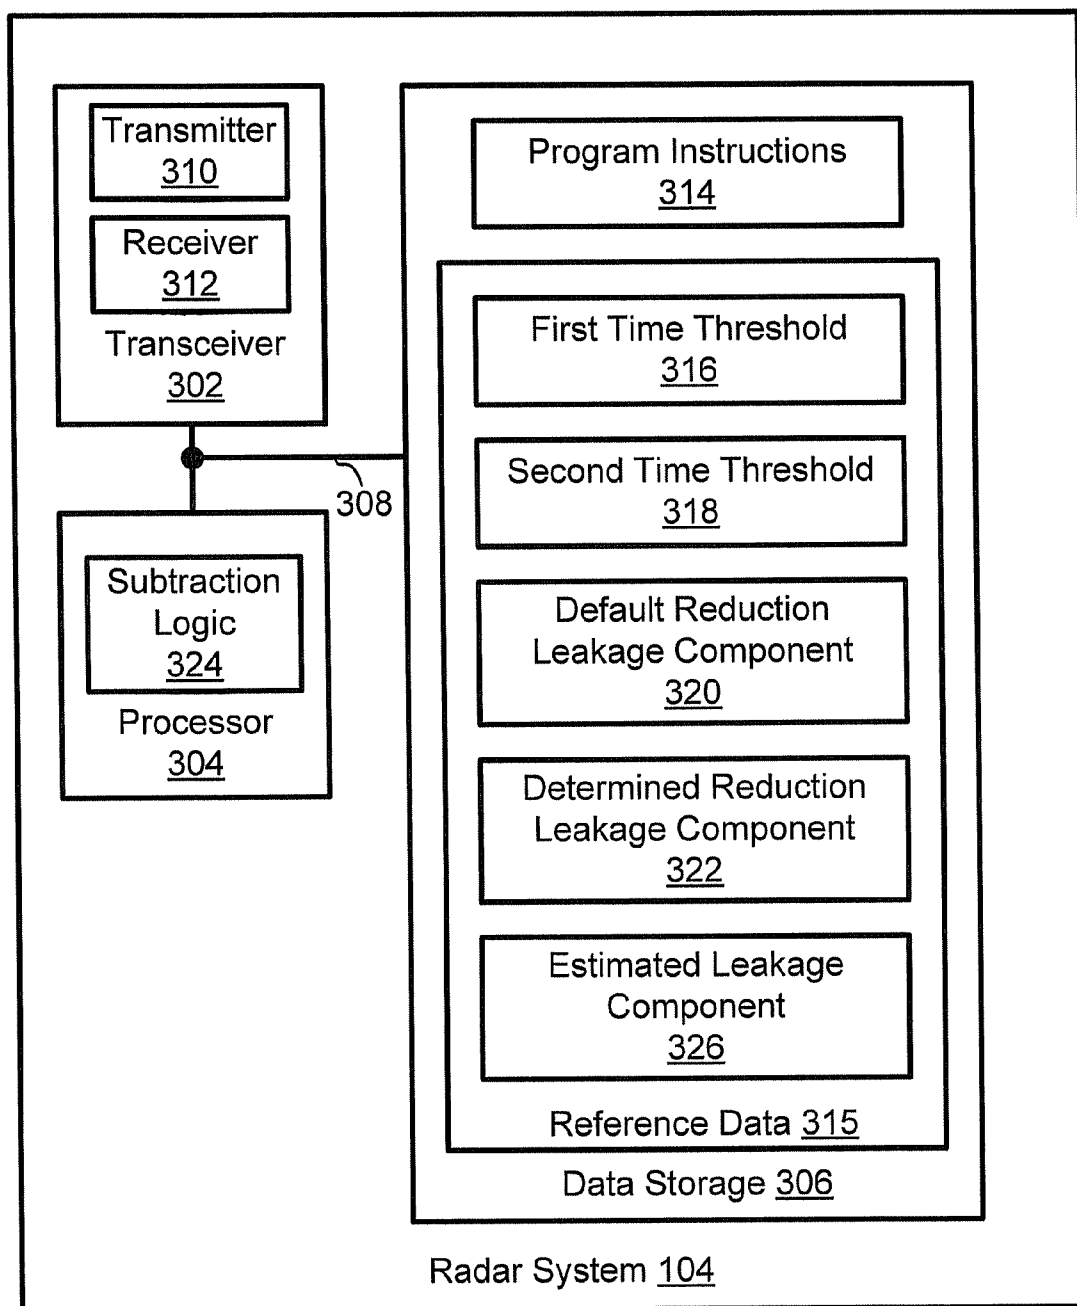 Transmitter
310
Receiver
312
Transceiver
302
308
Subtraction
Logic
324
Processor
304
Program Instructions
314
First Time Threshold
316
Second Time Threshold
318
Default Reduction
Leakage Component
320
Determined Reduction
Leakage Component
322
Estimated Leakage
Component
326
Reference Data 315
Data Storage 306
Radar System 104